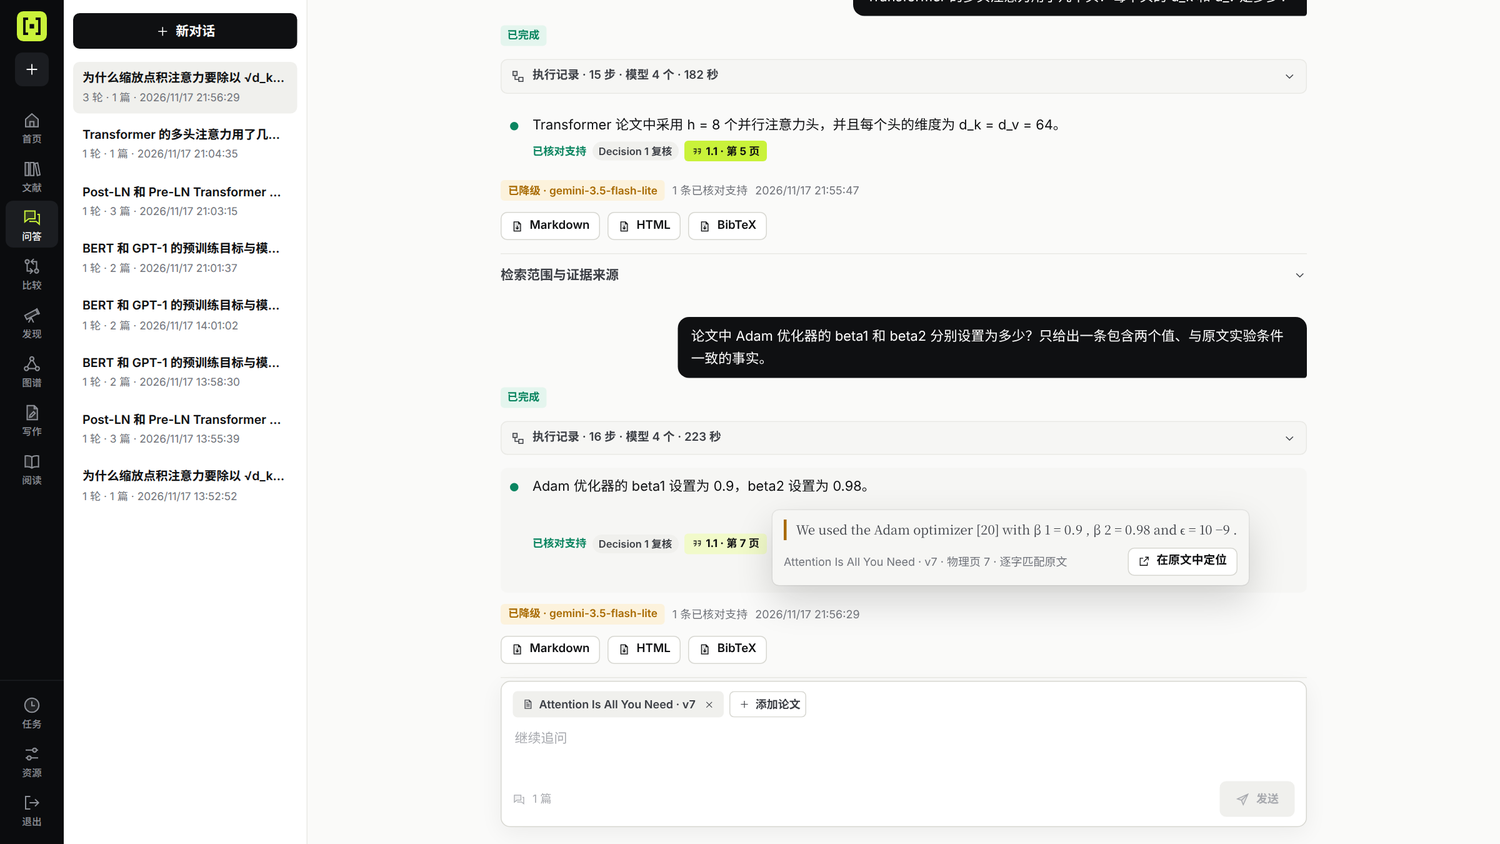 首页
文献
问答
比较
发现
图谱
写作
阅读
任务
资源
退出
新对话
为什么缩放点积注意力要除以 √d_k...
3 轮 · 1 篇 · 2026/11/17 21:56:29
Transformer 的多头注意力用了几...
1 轮 · 1 篇 · 2026/11/17 21:04:35
Post-LN 和 Pre-LN Transformer ...
1 轮 · 3 篇 · 2026/11/17 21:03:15
BERT 和 GPT-1 的预训练目标与模...
1 轮 · 2 篇 · 2026/11/17 21:01:37
BERT 和 GPT-1 的预训练目标与模...
1 轮 · 2 篇 · 2026/11/17 14:01:02
BERT 和 GPT-1 的预训练目标与模...
1 轮 · 2 篇 · 2026/11/17 13:58:30
Post-LN 和 Pre-LN Transformer ...
1 轮 · 3 篇 · 2026/11/17 13:55:39
为什么缩放点积注意力要除以 √d_k...
1 轮 · 1 篇 · 2026/11/17 13:52:52
已完成
执行记录 · 15 步 · 模型 4 个 · 182 秒
Transformer 论文中采用 h = 8 个并行注意力头，并且每个头的维度为 d_k = d_v = 64。
已核对支持 Decision 1 复核 1.1 · 第 5 页
已降级 · gemini-3.5-flash-lite 1 条已核对支持 2026/11/17 21:55:47
Markdown HTML BibTeX
检索范围与证据来源
论文中 Adam 优化器的 beta1 和 beta2 分别设置为多少？只给出一条包含两个值、与原文实验条件
一致的事实。
已完成
执行记录 · 16 步 · 模型 4 个 · 223 秒
Adam 优化器的 beta1 设置为 0.9，beta2 设置为 0.98。
已核对支持 Decision 1 复核 1.1 · 第 7 页
We used the Adam optimizer [20] with β 1 = 0.9 , β 2 = 0.98 and ϵ = 10 −9 .
Attention Is All You Need · v7 · 物理页 7 · 逐字匹配原文 在原文中定位
已降级 · gemini-3.5-flash-lite 1 条已核对支持 2026/11/17 21:56:29
Markdown HTML BibTeX
Attention Is All You Need · v7 × 添加论文
继续追问
1 篇 发送